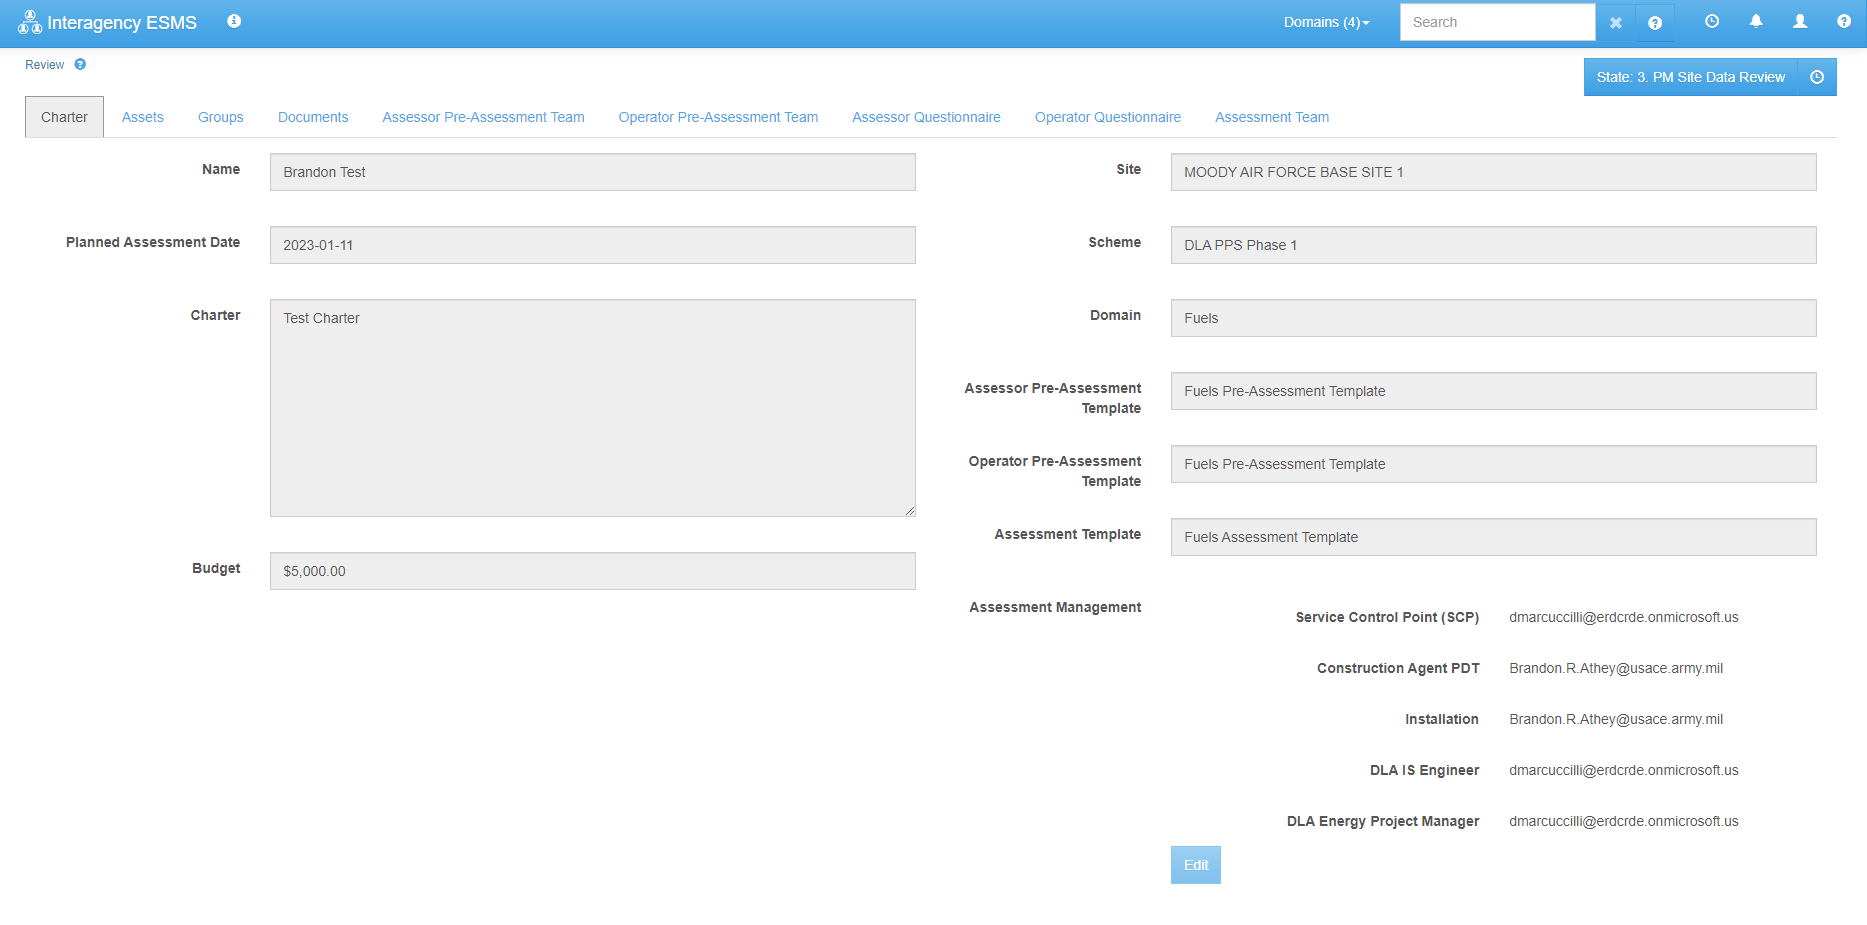 Interagency ESMS
Domains (4)
Search
Review
State: 3. PM Site Data Review
Charter
Assets
Groups
Documents
Assessor Pre-Assessment Team
Operator Pre-Assessment Team
Assessor Questionnaire
Operator Questionnaire
Assessment Team
Name
Brandon Test
Planned Assessment Date
2023-01-11
Charter
Test Charter
Budget
$5,000.00
Site
MOODY AIR FORCE BASE SITE 1
Scheme
DLA PPS Phase 1
Domain
Fuels
Assessor Pre-Assessment
Template
Fuels Pre-Assessment Template
Operator Pre-Assessment
Template
Fuels Pre-Assessment Template
Assessment Template
Fuels Assessment Template
Assessment Management
Service Control Point (SCP)
dmarcuccilli@erdcrde.onmicrosoft.us
Construction Agent PDT
Brandon.R.Athey@usace.army.mil
Installation
Brandon.R.Athey@usace.army.mil
DLA IS Engineer
dmarcuccilli@erdcrde.onmicrosoft.us
DLA Energy Project Manager
dmarcuccilli@erdcrde.onmicrosoft.us
Edit